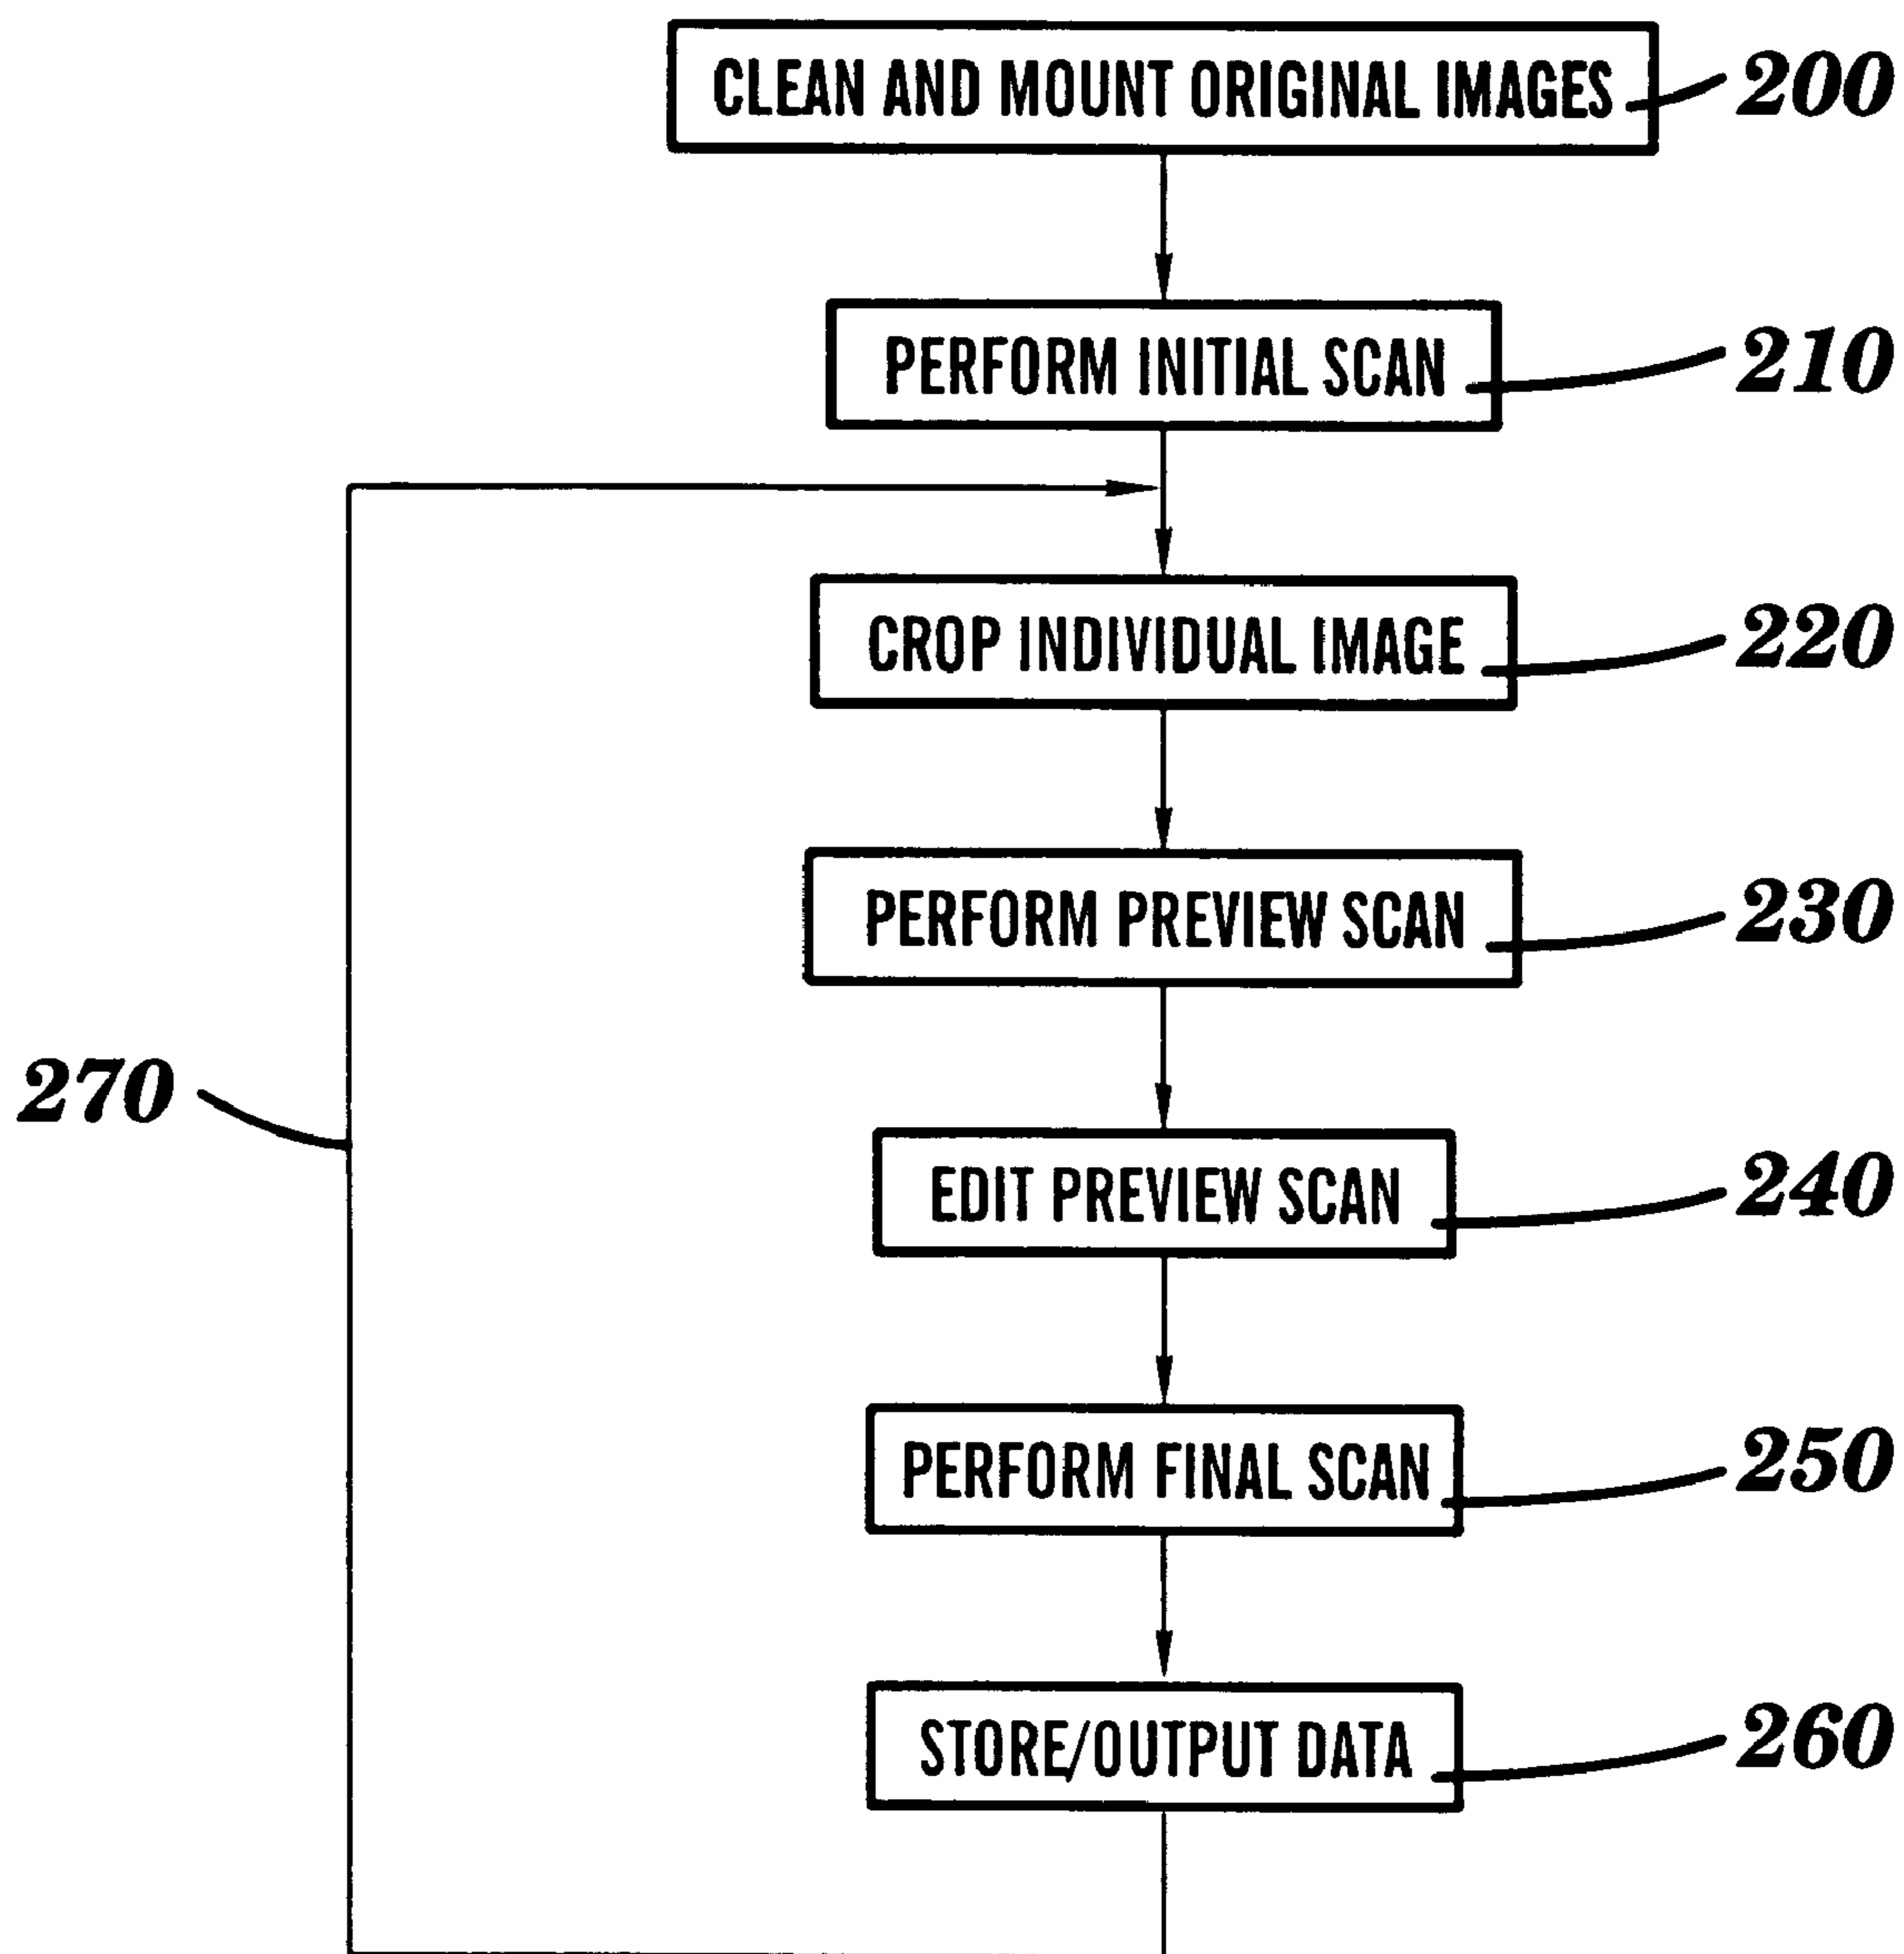 CLEAN AND MOUNT ORIGINAL IMAGES 200
PERFORM INITIAL SCAN 210
CROP INDIVIDUAL IMAGE 220
PERFORM PREVIEW SCAN 230
270
EDIT PREVIEW SCAN 240
PERFORM FINAL SCAN 250
STORE/OUTPUT DATA 260